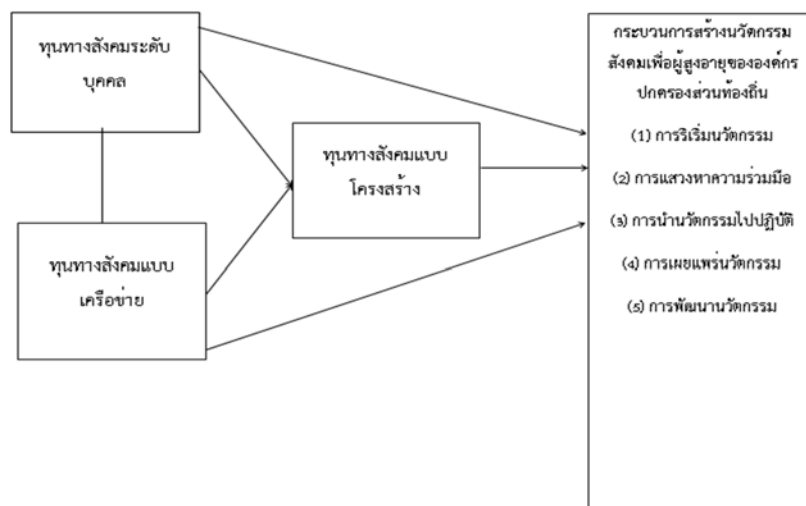 ทุนทางสังคมระดับ
บุคคล
ทุนทางสังคมแบบ
เครือข่าย
ทุนทางสังคมแบบ
โครงสร้าง
กระบวนการสร้างนวัตกรรม
สังคมเพื่อผู้สูงอายุขององค์กร
ปกครองส่วนท้องถิ่น
(1) การริเริ่มนวัตกรรม
(2) การแสวงหาความร่วมมือ
(3) การนำนวัตกรรมไปปฏิบัติ
(4) การเผยแพร่นวัตกรรม
(5) การพัฒนานวัตกรรม